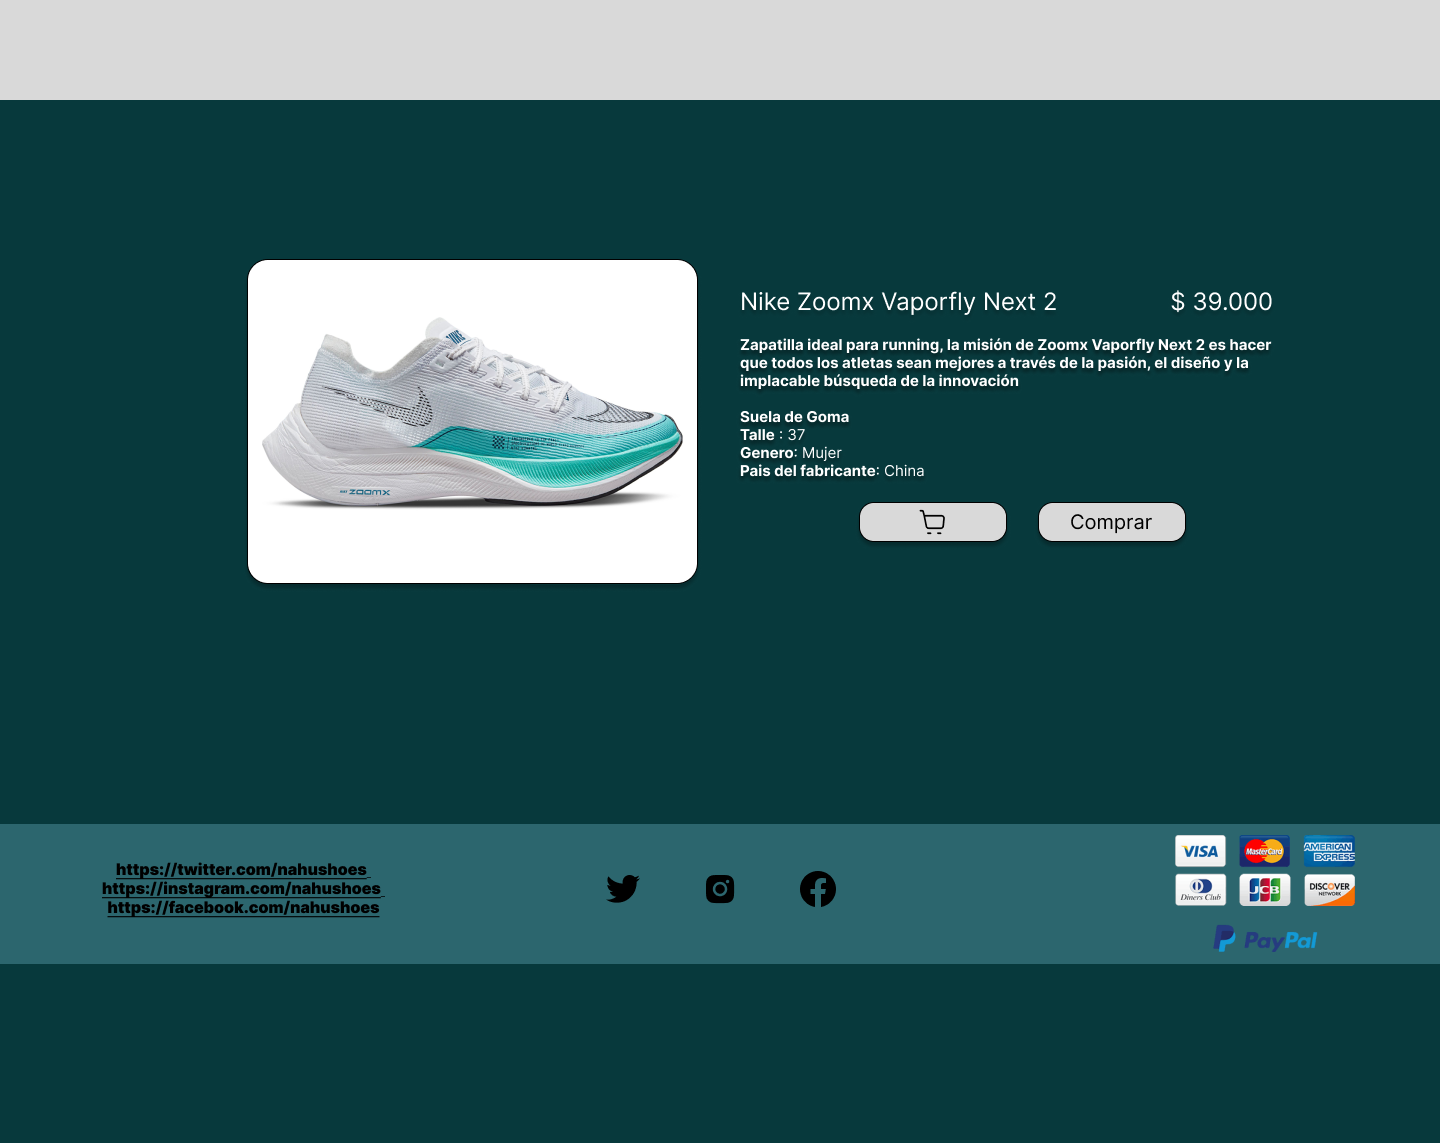 Nike Zoomx Vaporfly Next 2
$ 39.000
Zapatilla ideal para running, la misión de Zoomx Vaporfly Next 2 es hacer
que todos los atletas sean mejores a través de la pasión, el diseño y la
implacable búsqueda de la innovación
Suela de Goma
Talle : 37
Genero: Mujer
Pais del fabricante: China
ZOOMX
Comprar
https://twitter.com/nahushoes
https://instagram.com/nahushoes
https://facebook.com/nahushoes
VISA
MasterCard
AMERICAN
EXPRESS
Diners Club
JCB
DISCOVER
NETWORK
PayPal